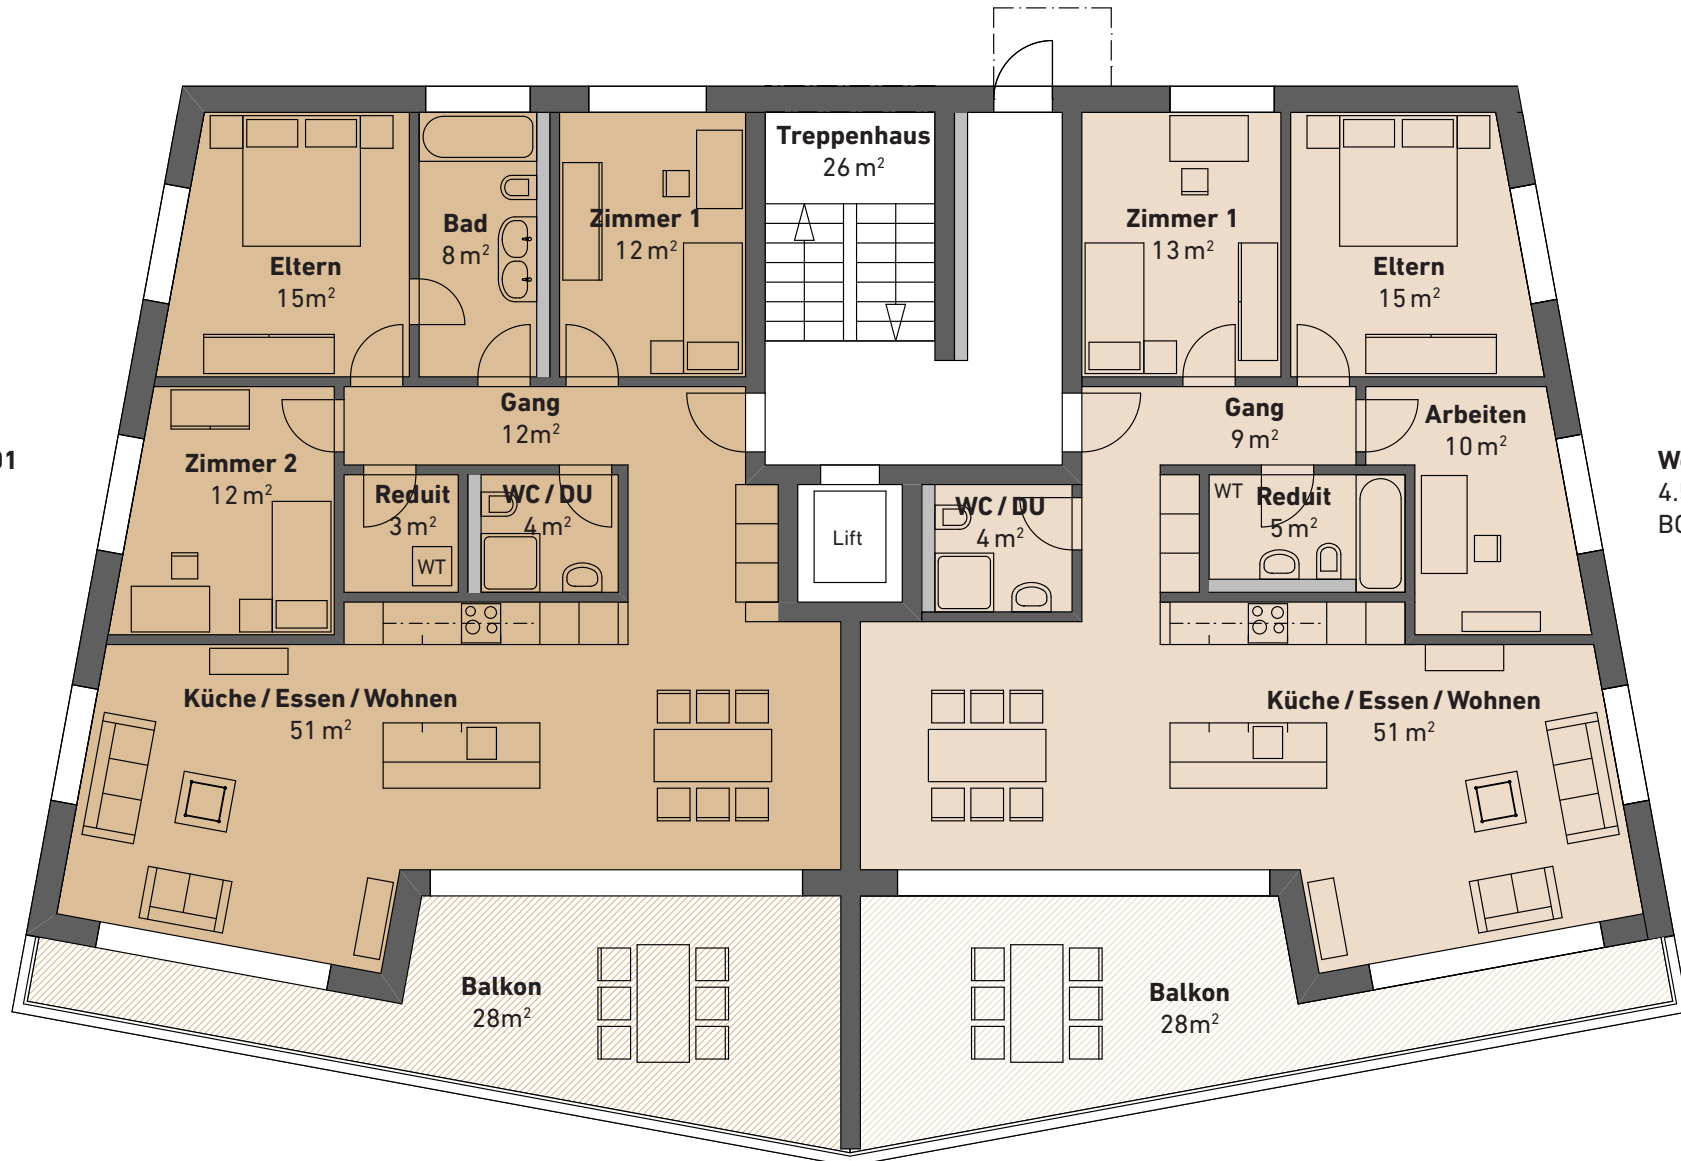 Treppenhaus
26 m²
Eltern
15m²
Bad
8 m²
Zimmer 1
12 m²
Zimmer 1
13 m²
Eltern
15 m²
Gang
12m²
Gang
9 m²
Arbeiten
10 m²
01
Zimmer 2
12 m²
Reduit
3 m²
WT
WC / DU
4 m²
Lift
WC / DU
4 m²
WT
Reduit
5 m²
4.
Küche / Essen / Wohnen
51 m²
Küche / Essen / Wohnen
51 m²
Balkon
28m²
Balkon
28m²